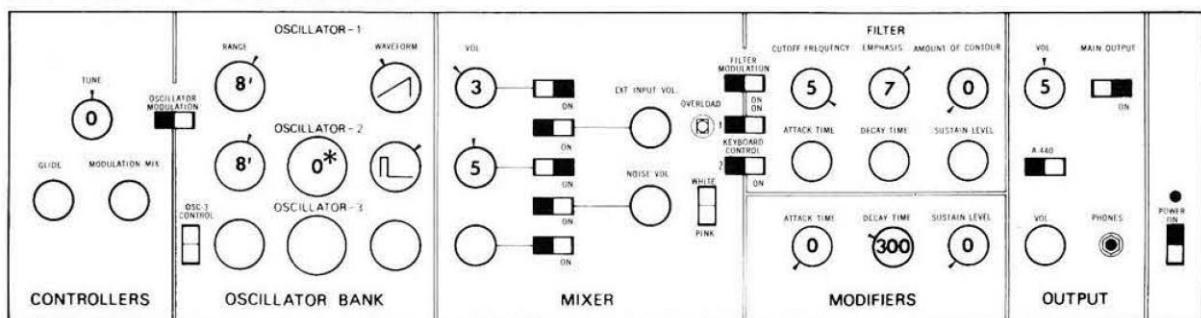 OSCILLATOR-1
FILTER
RANGE
WAVEFORM
VOL
CUTOFF FREQUENCY
EMPHASIS
AMOUNT OF CONTOUR
VOL
MAIN OUTPUT
TUNE
8'
3
ON
FILTER
MODULATION
5
7
0
5
ON
0
OSCILLATOR
MODULATION
EXT INPUT VOL.
OVERLOAD
ON
ON
1
OSCILLATOR-2
ATTACK TIME
DECAY TIME
SUSTAIN LEVEL
8'
0*
5
ON
KEYBOARD
CONTROL
2
ON
A-440
GLIDE
MODULATION MIX
NOISE VOL
WHITE
PINK
OSC-3
CONTROL
OSCILLATOR-3
ON
ATTACK TIME
DECAY TIME
SUSTAIN LEVEL
VOL
PHONES
POWER
ON
0
300
0
CONTROLLERS
OSCILLATOR BANK
MIXER
MODIFIERS
OUTPUT